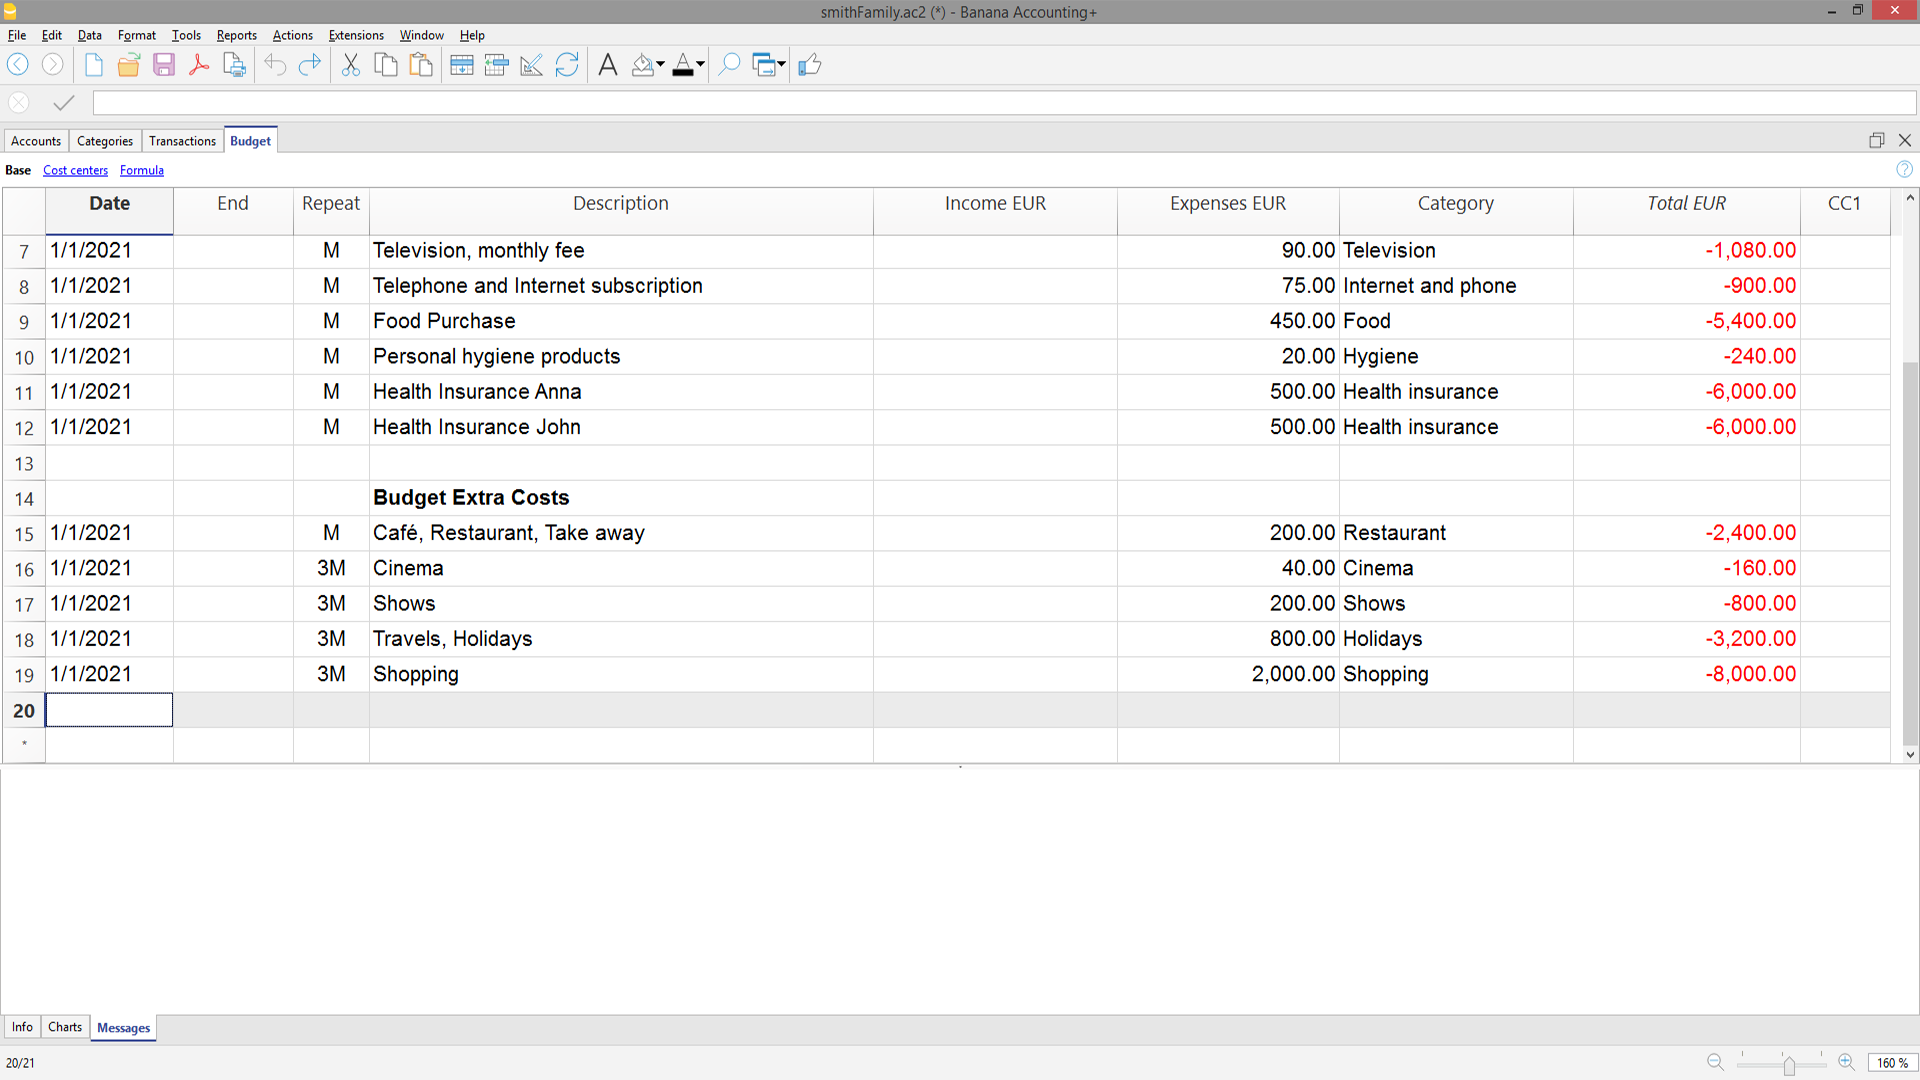 smithFamily.ac2 (*) - Banana Accounting+
File Edit Data Format Tools Reports Actions Extensions Window Help
Accounts Categories Transactions Budget
Base Cost centers Formula
Date End Repeat Description Income EUR Expenses EUR Category Total EUR CC1
7 1/1/2021 M Television, monthly fee 90.00 Television -1,080.00
8 1/1/2021 M Telephone and Internet subscription 75.00 Internet and phone -900.00
9 1/1/2021 M Food Purchase 450.00 Food -5,400.00
10 1/1/2021 M Personal hygiene products 20.00 Hygiene -240.00
11 1/1/2021 M Health Insurance Anna 500.00 Health insurance -6,000.00
12 1/1/2021 M Health Insurance John 500.00 Health insurance -6,000.00
13
14 Budget Extra Costs
15 1/1/2021 M Café, Restaurant, Take away 200.00 Restaurant -2,400.00
16 1/1/2021 3M Cinema 40.00 Cinema -160.00
17 1/1/2021 3M Shows 200.00 Shows -800.00
18 1/1/2021 3M Travels, Holidays 800.00 Holidays -3,200.00
19 1/1/2021 3M Shopping 2,000.00 Shopping -8,000.00
20
*
Info Charts Messages
20/21 160 %